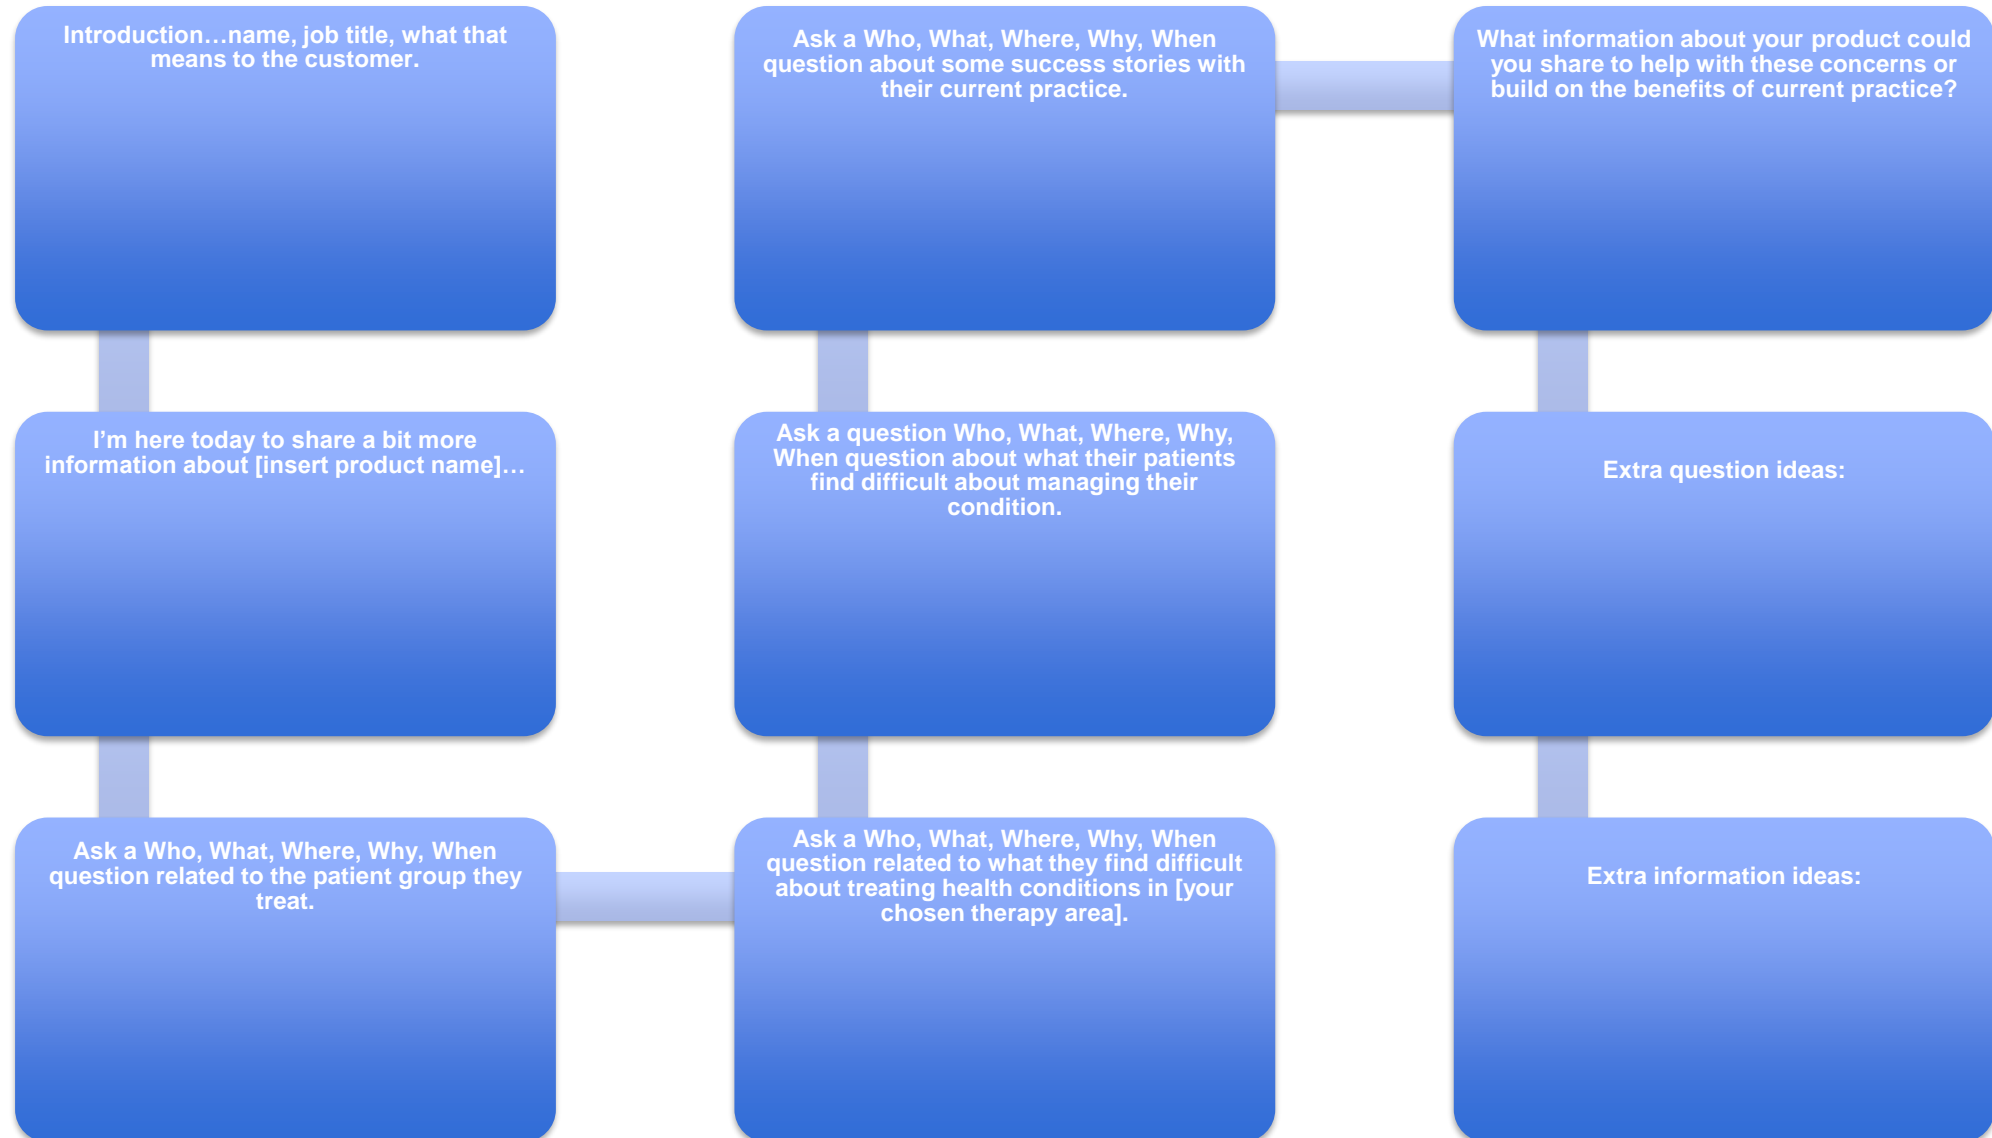 Introduction…name, job title, what that
means to the customer.
I’m here today to share a bit more
information about [insert product name]…
Ask a Who, What, Where, Why, When
question related to the patient group they
treat.
Ask a Who, What, Where, Why, When
question related to what they find difficult
about treating health conditions in [your
chosen therapy area].
Ask a question Who, What, Where, Why,
When question about what their patients
find difficult about managing their
condition.
Ask a Who, What, Where, Why, When
question about some success stories with
their current practice.
What information about your product could
you share to help with these concerns or
build on the benefits of current practice?
Extra question ideas:
Extra information ideas: